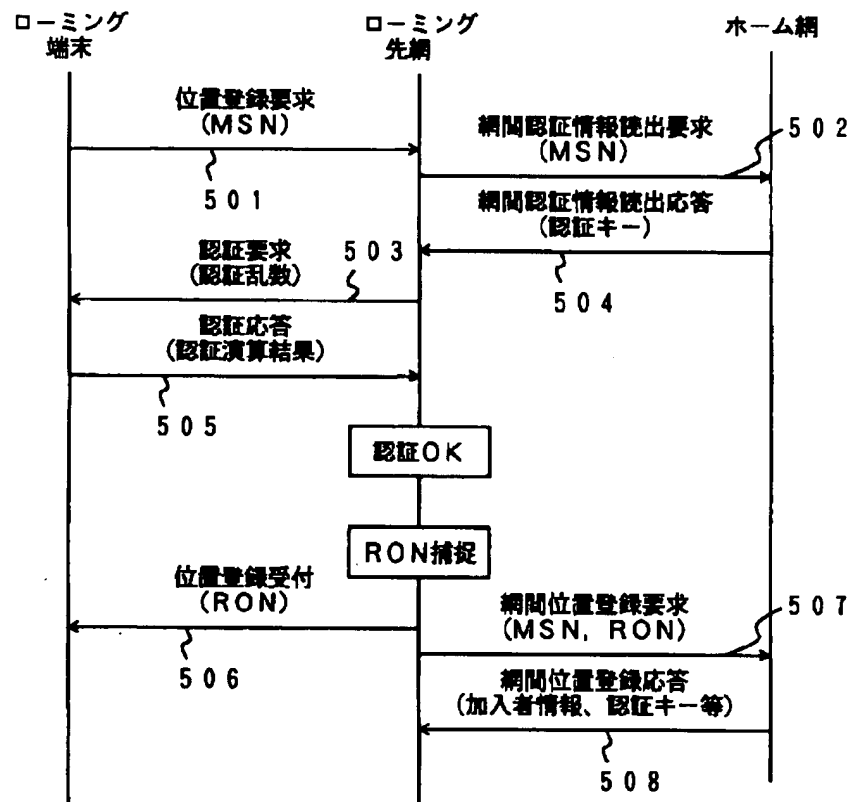 ローミング
端末
ローミング
先網
ホーム網
位置登録要求
(MSN)
501
網間認証情報読出要求
(MSN)
502
網間認証情報読出応答
(認証キー)
504
認証要求
(認証乱数)
503
認証応答
(認証演算結果)
505
認証OK
RON捕捉
位置登録受付
(RON)
506
網間位置登録要求
(MSN, RON)
507
網間位置登録応答
(加入者情報、認証キー等)
508